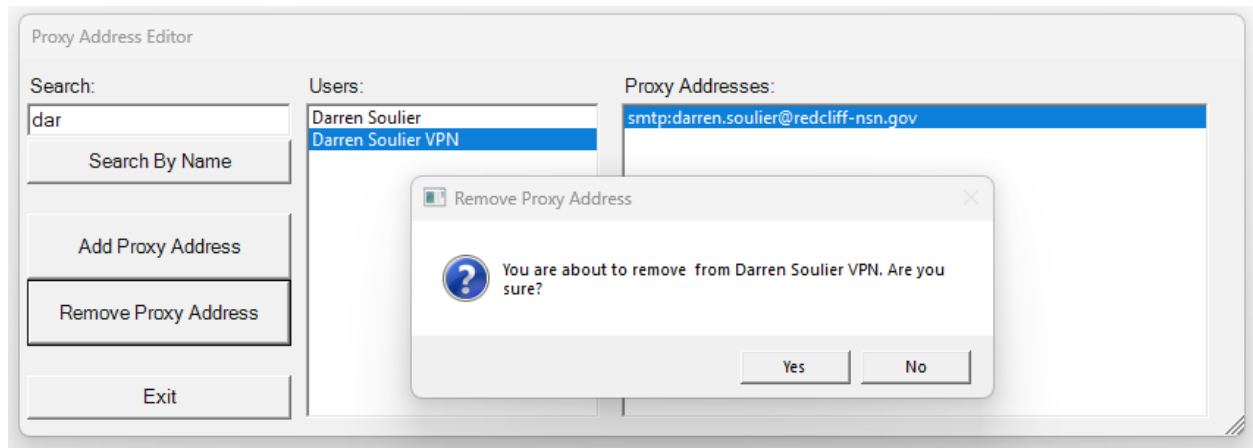 Proxy Address Editor
Search:
dar
Search By Name
Add Proxy Address
Remove Proxy Address
Exit
Users:
Darren Soulier
Darren Soulier VPN
Proxy Addresses:
smtp:darren.soulier@redcliff-nsn.gov
Remove Proxy Address
You are about to remove  from Darren Soulier VPN. Are you
sure?
Yes
No